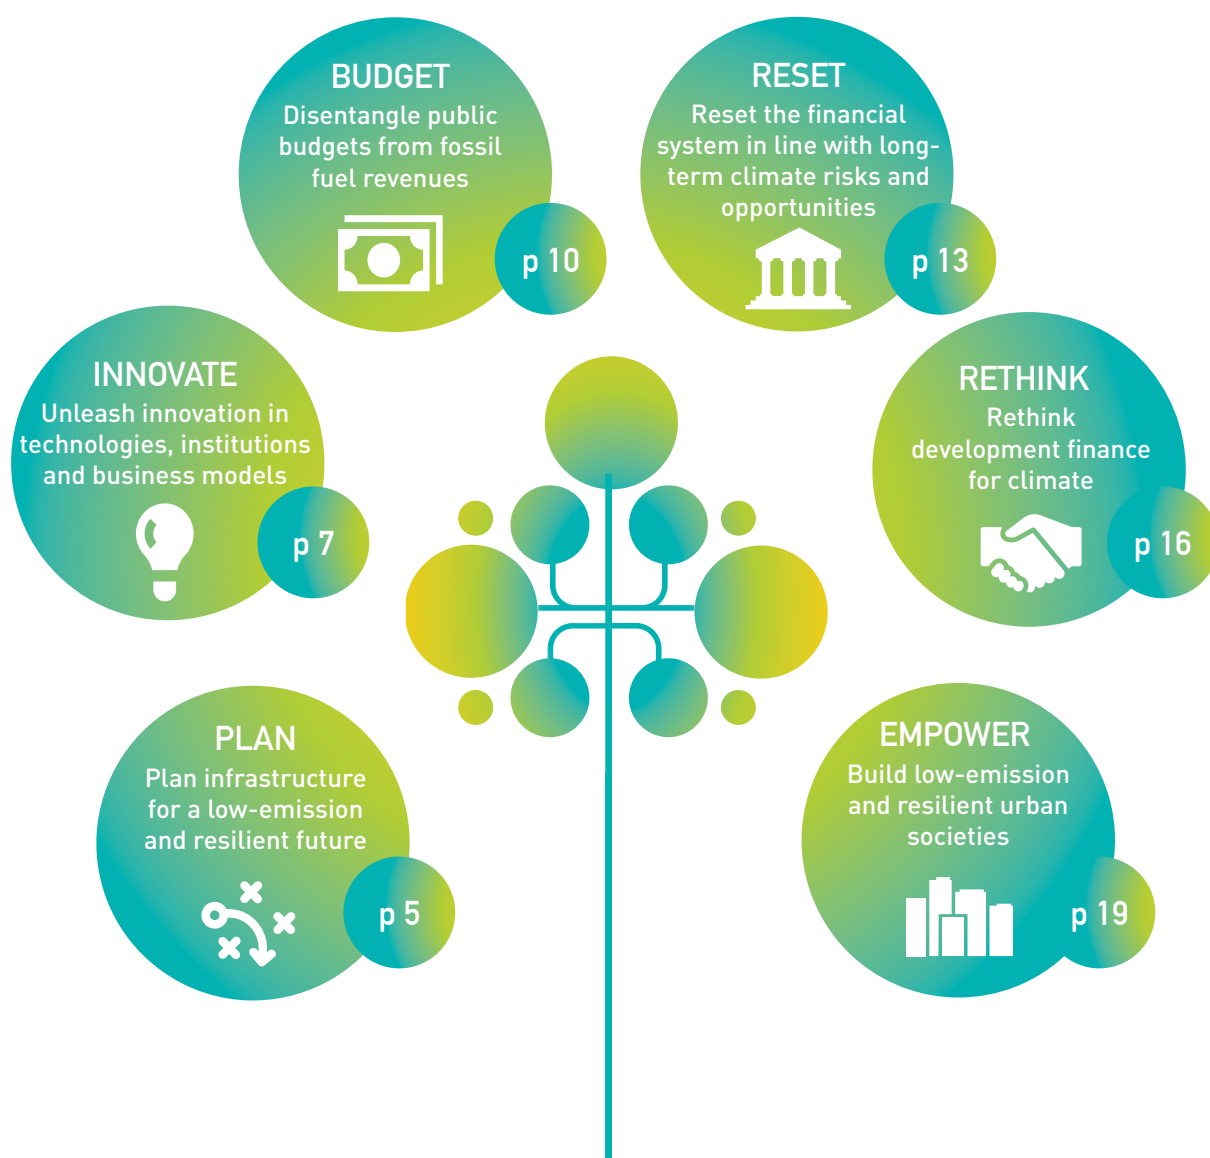 BUDGET
Disentangle public
budgets from fossil
fuel revenues
p 10
RESET
Reset the financial
system in line with long-
term climate risks and
opportunities
p 13
INNOVATE
Unleash innovation in
technologies, institutions
and business models
p 7
RETHINK
Rethink
development finance
for climate
p 16
PLAN
Plan infrastructure
for a low-emission
and resilient future
p 5
EMPOWER
Build low-emission
and resilient urban
societies
p 19